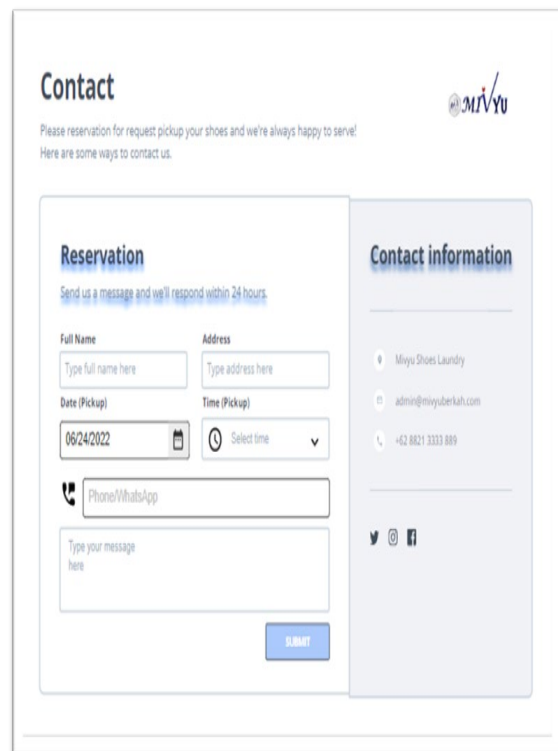 Contact
MIVYU
Please reservation for request pickup your shoes and we're always happy to serve!
Here are some ways to contact us.
Reservation
Send us a message and we'll respond within 24 hours.
Full Name
Address
Type full name here
Type address here
Date (Pickup)
Time (Pickup)
06/24/2022
Select time
Phone/WhatsApp
Type your message
here
SUBMIT
Contact information
Mivyu Shoes Laundry
admin@mivyuberkah.com
+62 8821 3333 889